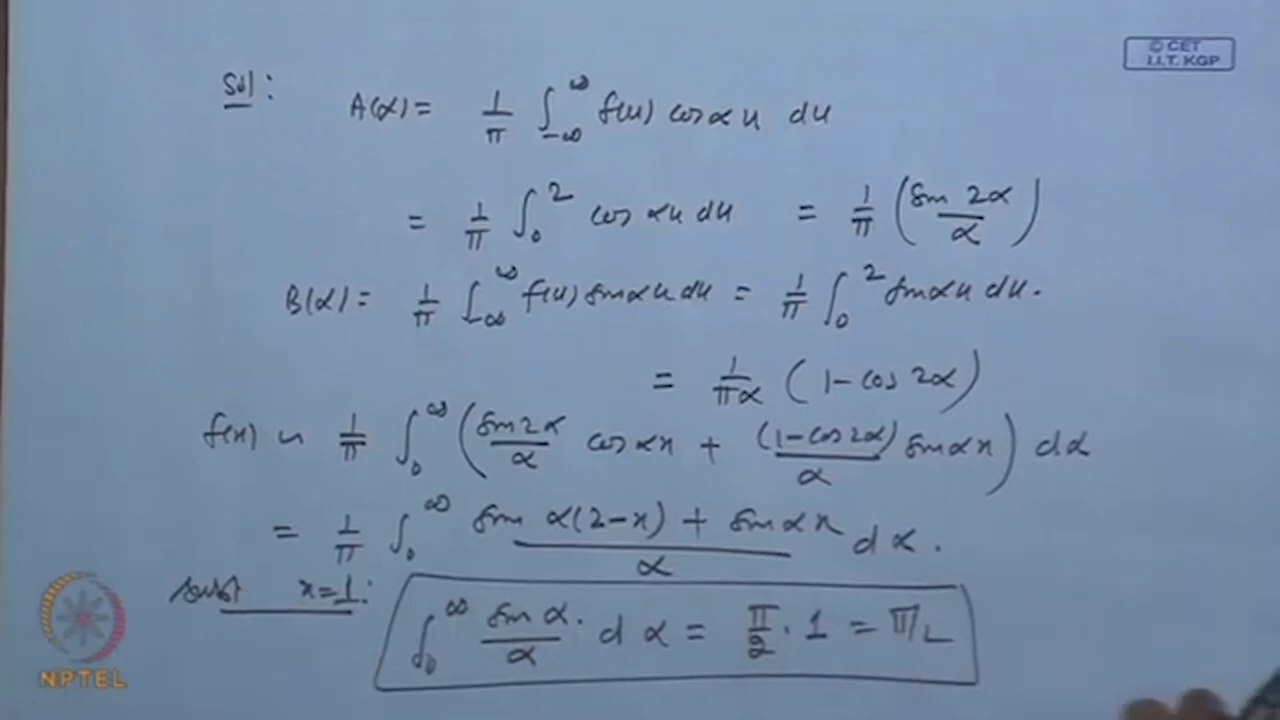 © CET
I.I.T. KGP
Sol:
A(α) = 1/π ∫_{-∞}^{∞} f(u) cos αu du
= 1/π ∫_0^2 cos αu du = 1/π (sin 2α / α)
B(α) = 1/π ∫_{-∞}^{∞} f(u) sin αu du = 1/π ∫_0^2 sin αu du.
= 1/πα (1 - cos 2α)
f(x) ~ 1/π ∫_0^∞ (sin 2α / α cos αx + (1 - cos 2α) / α sin αx) dα
= 1/π ∫_0^∞ (sin α(2-x) + sin αx) / α dα.
x=1:
∫_0^∞ sin α / α · dα = π/2 · 1 = π/2
NPTEL